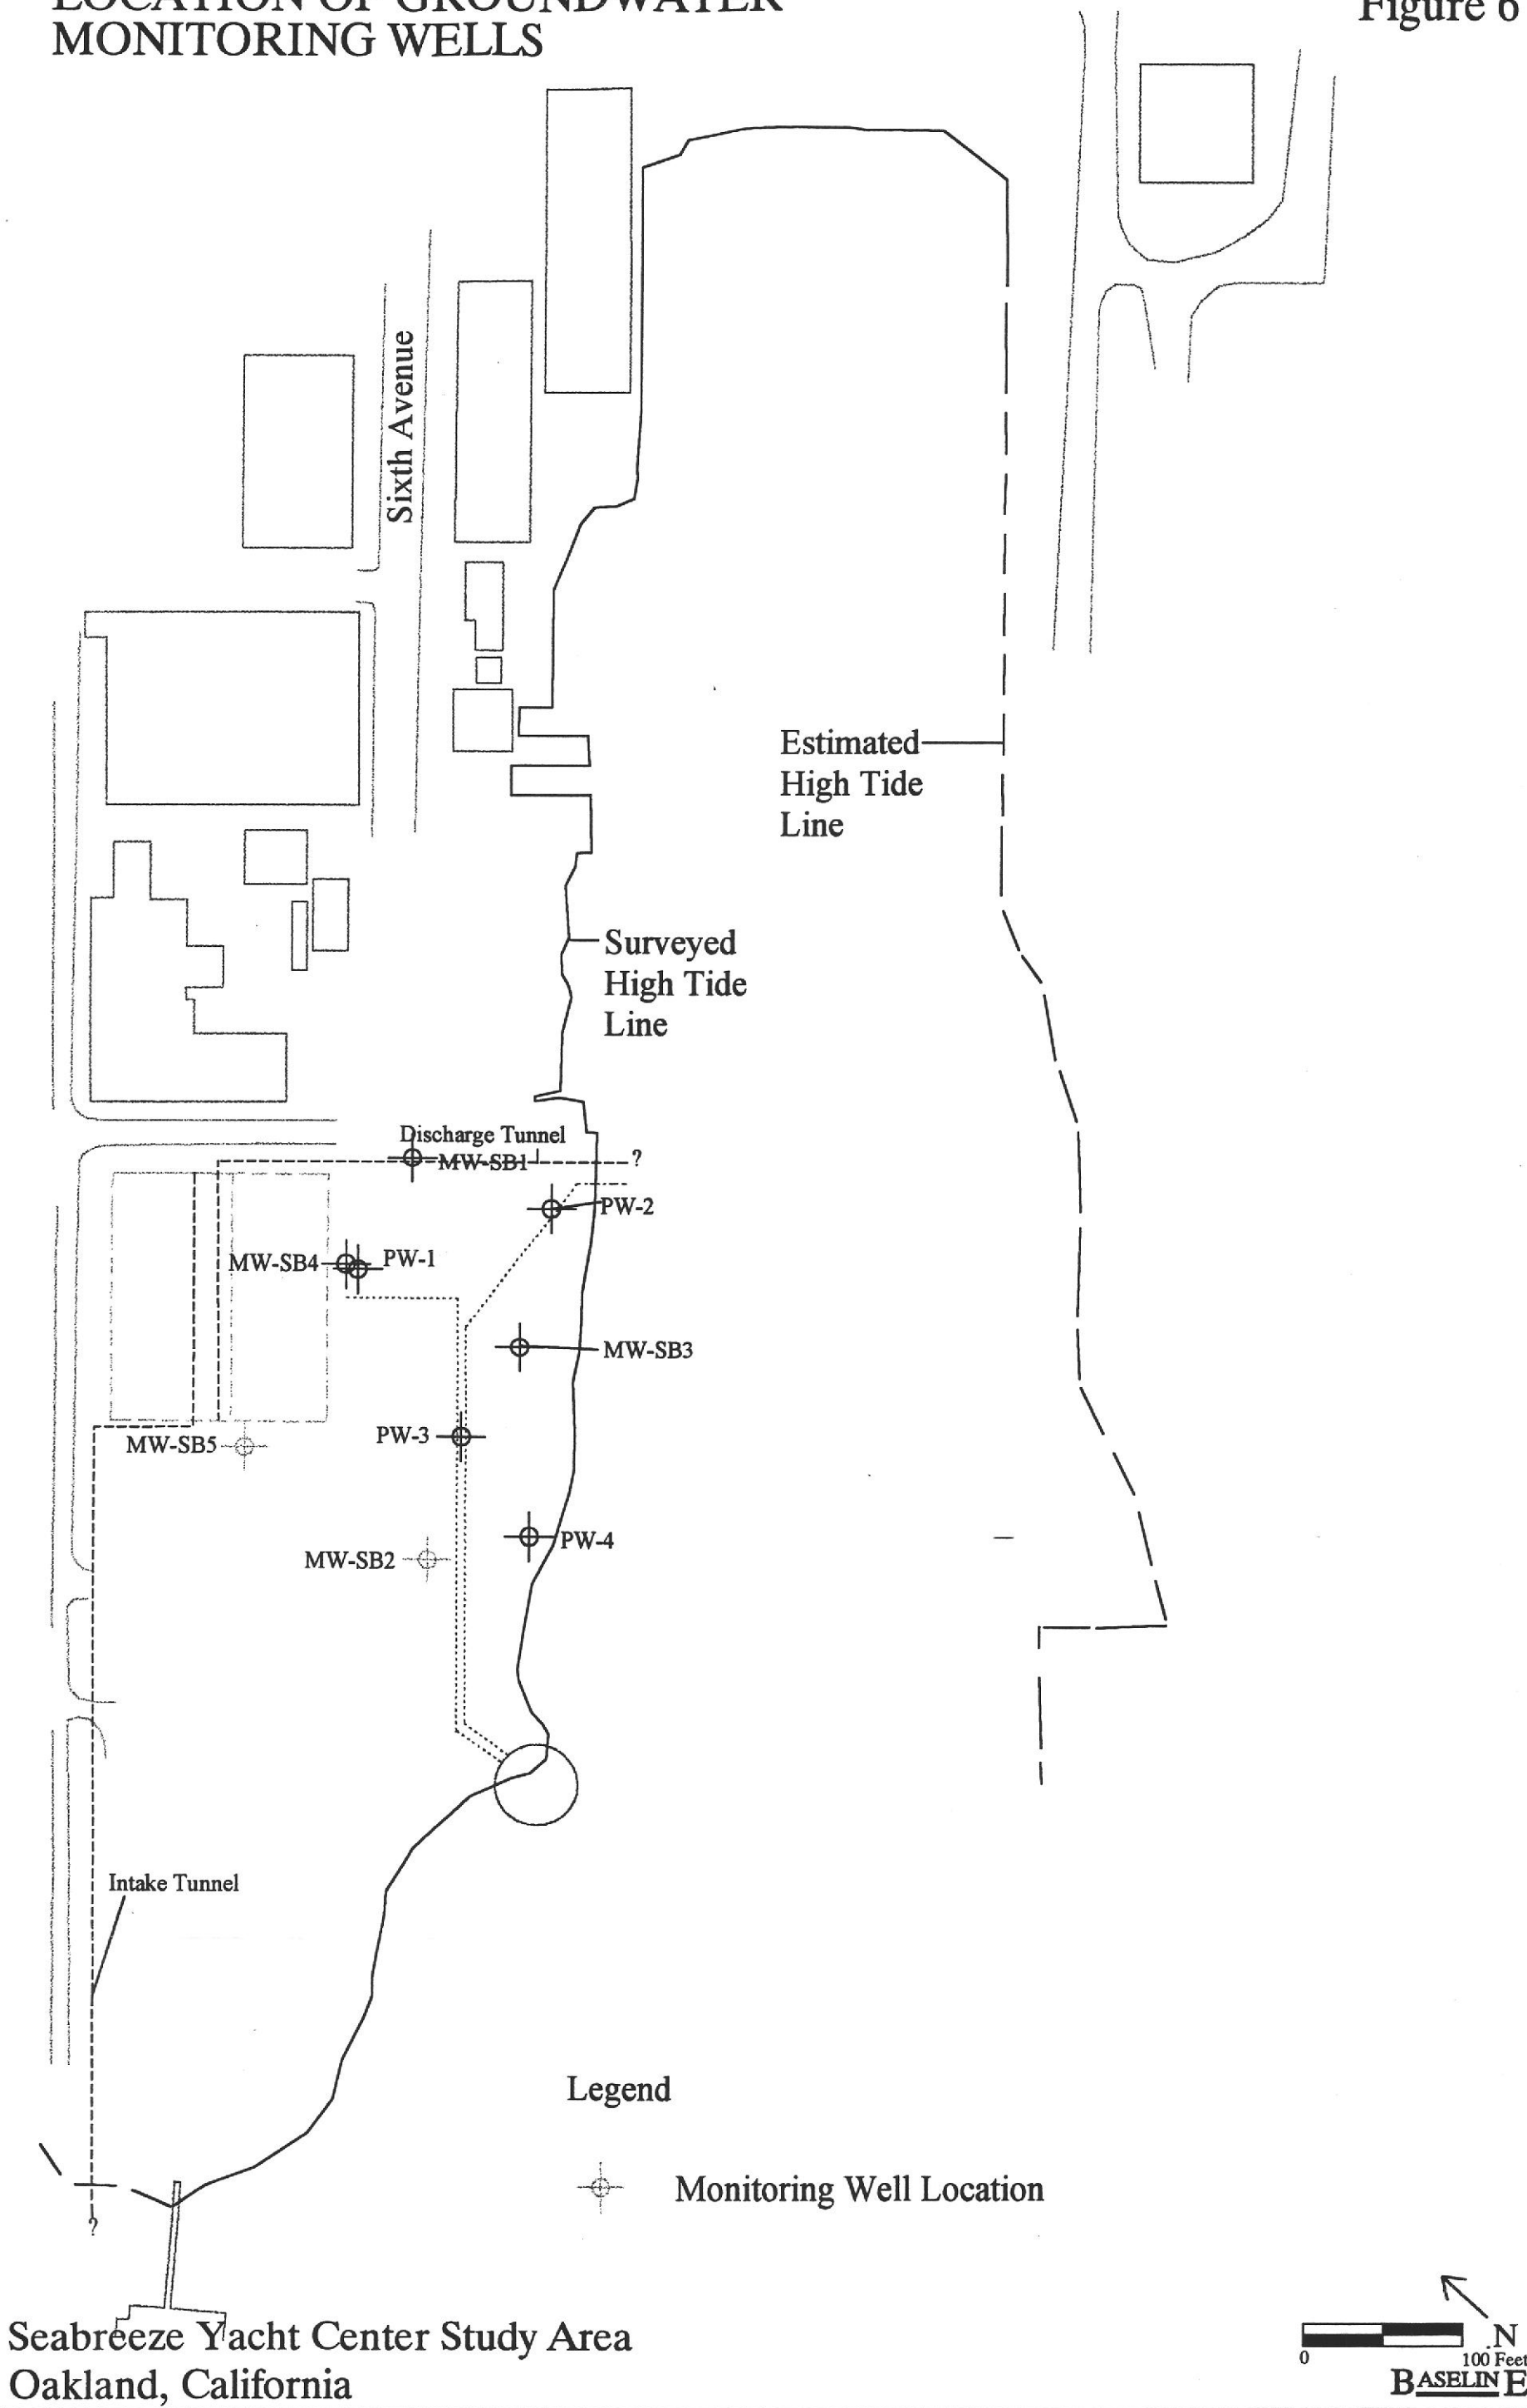 LOCATION OF GROUNDWATER
MONITORING WELLS
Figure 6
Sixth Avenue
Estimated
High Tide
Line
Surveyed
High Tide
Line
Discharge Tunnel
MW-SB1
?
PW-2
MW-SB4
PW-1
MW-SB3
PW-3
MW-SB5
PW-4
MW-SB2
Intake Tunnel
?
Legend
Monitoring Well Location
Seabreeze Yacht Center Study Area
Oakland, California
N
0
100 Feet
BASELINE